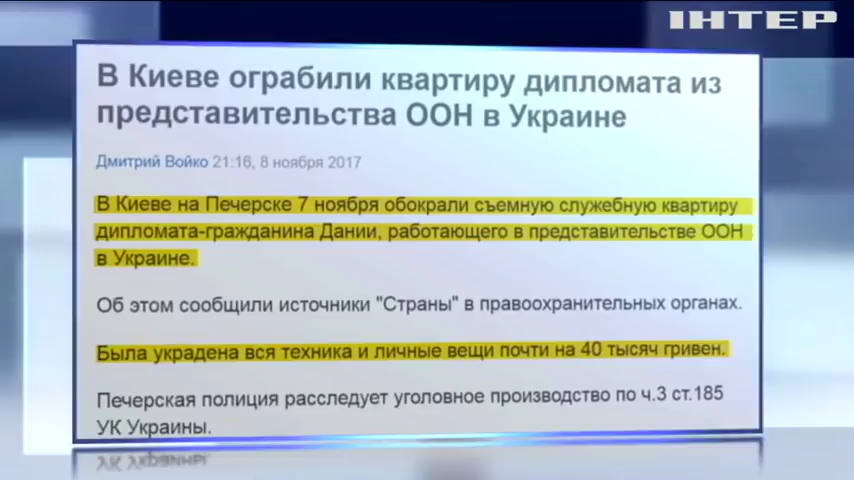 ІНТЕР
В Киеве ограбили квартиру дипломата из
представительства ООН в Украине
Дмитрий Войко 21:16, 8 ноября 2017
В Киеве на Печерске 7 ноября обокрали съемную служебную квартиру
дипломата-гражданина Дании, работающего в представительстве ООН
в Украине.
Об этом сообщили источники "Страны" в правоохранительных органах.
Была украдена вся техника и личные вещи почти на 40 тысяч гривен.
Печерская полиция расследует уголовное производство по ч.3 ст.185
УК Украины.